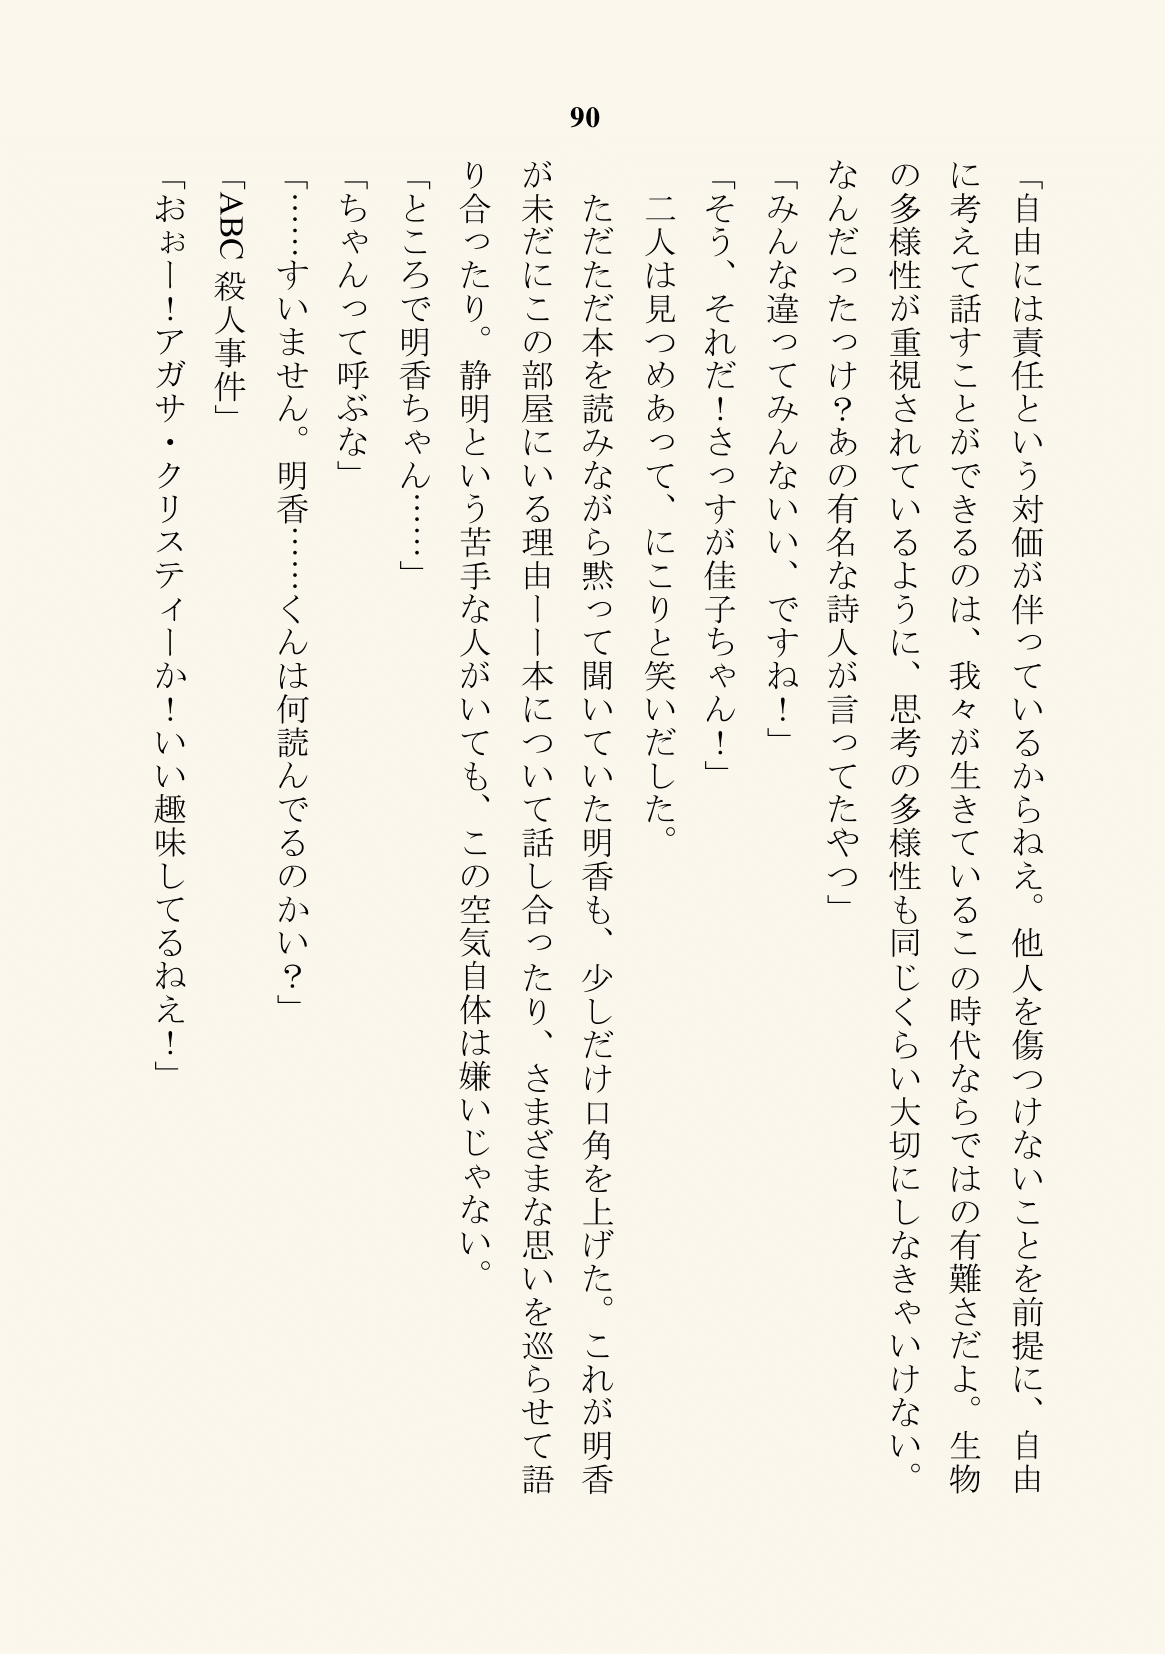 90
「自由には責任という対価が伴っているからねえ。他人を傷つけないことを前提に、自由
に考えて話すことができるのは、我々が生きているこの時代ならではの有難さだよ。生物
の多様性が重視されているように、思考の多様性も同じくらい大切にしなきゃいけない。
なんだったっけ？あの有名な詩人が言ってたやつ」
「みんな違ってみんないい、ですね！」
「そう、それだ！さっすが佳子ちゃん！」
　二人は見つめあって、にこりと笑いだした。
　ただただ本を読みながら黙って聞いていた明香も、少しだけ口角を上げた。これが明香
が未だにこの部屋にいる理由――本について話し合ったり、さまざまな思いを巡らせて語
り合ったり。静明という苦手な人がいても、この空気自体は嫌いじゃない。
「ところで明香ちゃん……」
「ちゃんって呼ぶな」
「……すいません。明香……くんは何読んでるのかい？」
「ABC 殺人事件」
「おぉー！アガサ・クリスティーか！いい趣味してるねえ！」